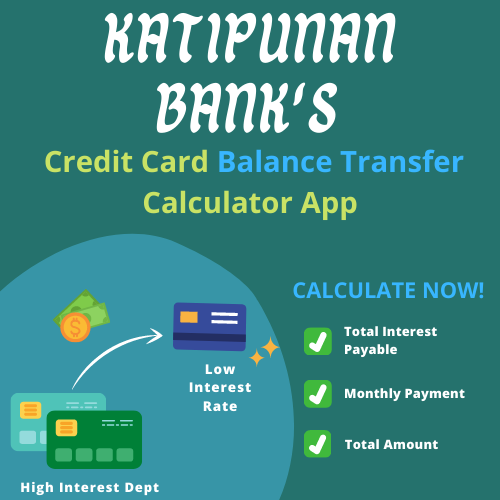 KATIPUNAN
BANK'S
Credit Card Balance Transfer
Calculator App
CALCULATE NOW!
Total Interest
Payable
Monthly Payment
Total Amount
Low
Interest
Rate
High Interest Dept